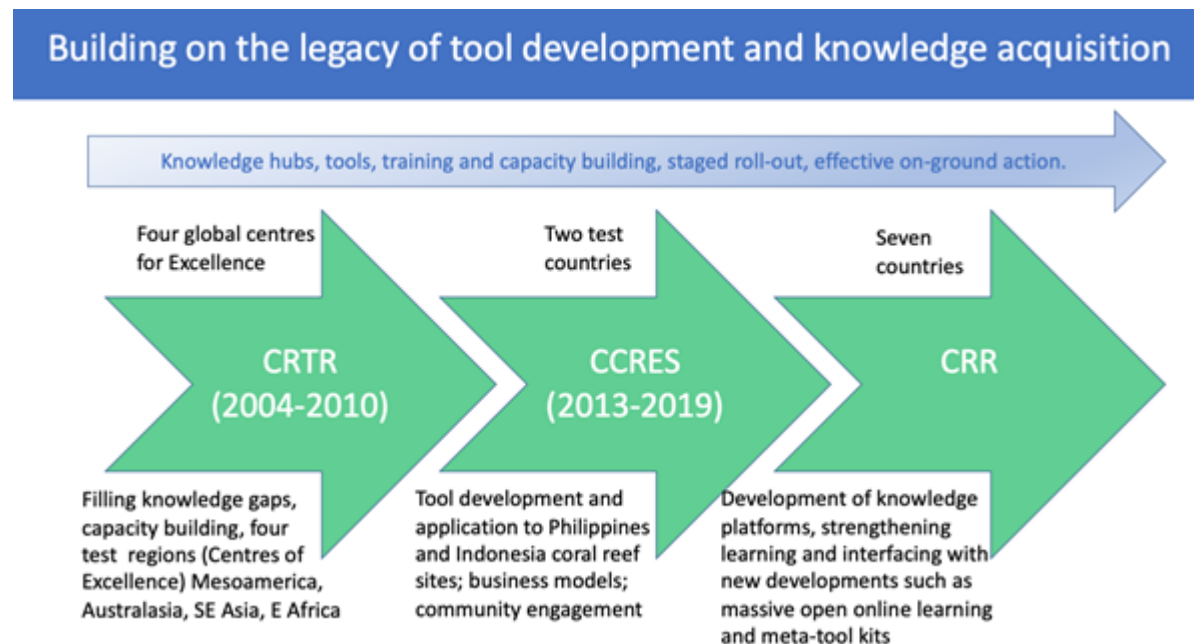 Building on the legacy of tool development and knowledge acquisition
Knowledge hubs, tools, training and capacity building, staged roll-out, effective on-ground action.
Four global centres
for Excellence
CRTR
(2004-2010)
Filling knowledge gaps,
capacity building, four
test regions (Centres of
Excellence) Mesoamerica,
Australasia, SE Asia, E Africa
Two test
countries
CCRES
(2013-2019)
Tool development and
application to Philippines
and Indonesia coral reef
sites; business models;
community engagement
Seven
countries
CRR
Development of knowledge
platforms, strengthening
learning and interfacing with
new developments such as
massive open online learning
and meta-tool kits